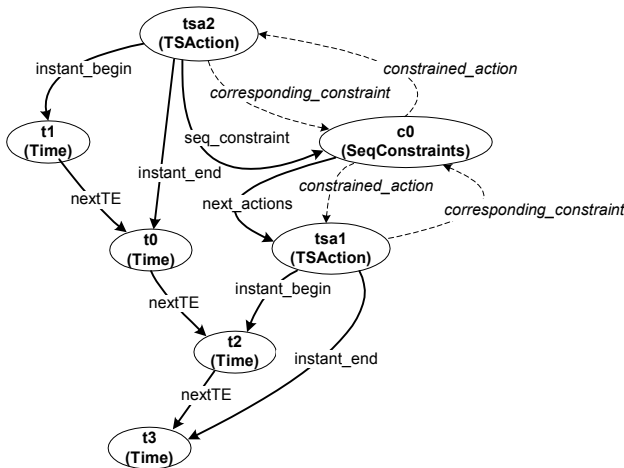 tsa2
(TSAction)
instant_begin
constrained_action
corresponding_constraint
t1
(Time)
c0
(SeqConstraints)
seq_constraint
instant_end
constrained_action
nextTE
next_actions
corresponding_constraint
t0
(Time)
tsa1
(TSAction)
nextTE
instant_begin
t2
(Time)
instant_end
nextTE
t3
(Time)